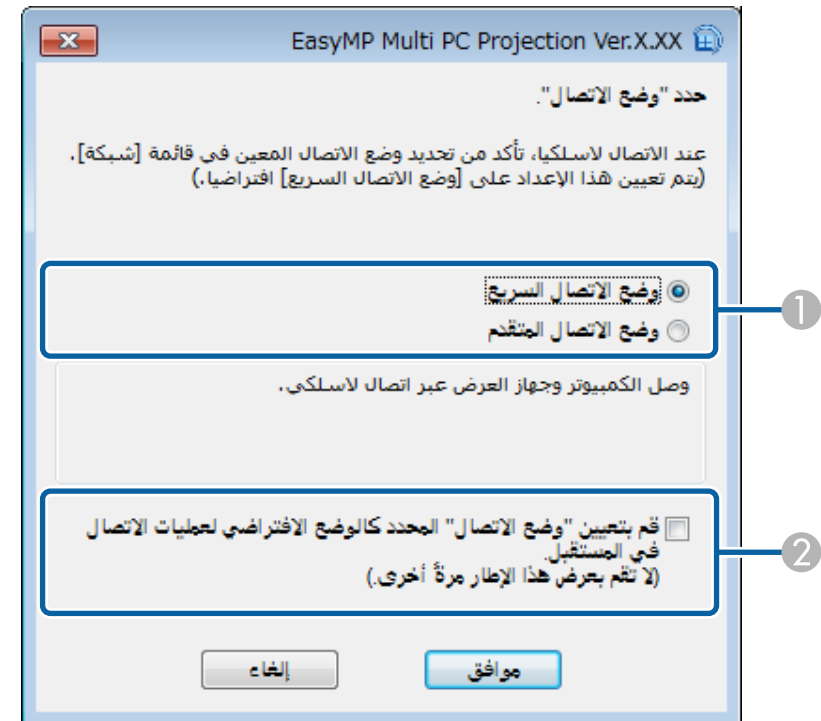 EasyMP Multi PC Projection Ver.X.XX
حدد "وضع الاتصال".
عند الاتصال لاسلكيا، تأكد من تحديد وضع الاتصال المعين في قائمة [شبكة].
(يتم تعيين هذا الإعداد على [وضع الاتصال السريع] افتراضيا.)
وضع الاتصال السريع
1
وضع الاتصال المتقدم
وصل الكمبيوتر وجهاز العرض عبر اتصال لاسلكي.
قم بتعيين "وضع الاتصال" المحدد كالوضع الافتراضي لعمليات الاتصال
في المستقبل.
2
(لا تقم بعرض هذا الإطار مرةً أخرى.)
موافق
إلغاء